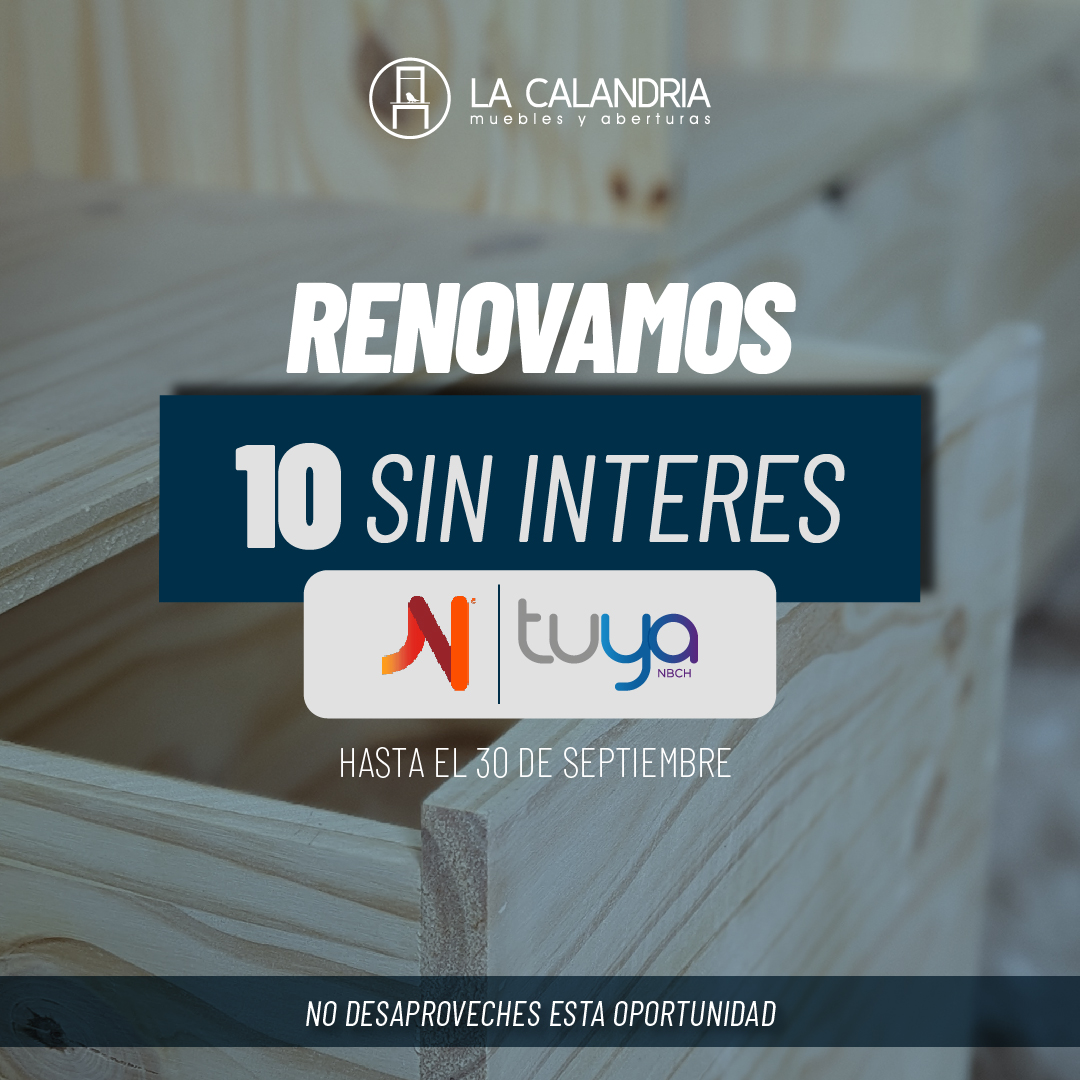 LA CALANDRIA
muebles y aberturas
RENOVAMOS
10 SIN INTERES
N
tuya
NBCH
HASTA EL 30 DE SEPTIEMBRE
NO DESAPROVECHES ESTA OPORTUNIDAD